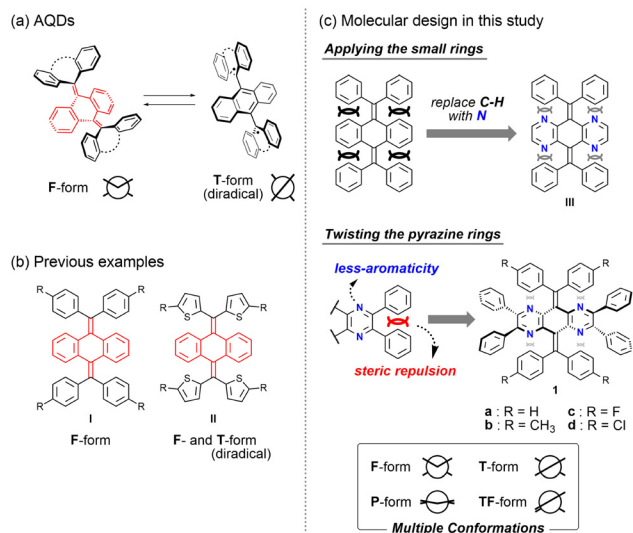 (a) AQDs
F-form
T-form
(diradical)
(b) Previous examples
R
R
R
R
I
F-form
R
S
S
R
R
S
S
R
II
F- and T-form
(diradical)
(c) Molecular design in this study
Applying the small rings
replace C-H
with N
N
N
N
N
III
Twisting the pyrazine rings
less-aromaticity
N
N
steric repulsion
R
R
N
N
N
N
R
R
1
a : R = H
c : R = F
b : R = CH3
d : R = Cl
F-form
T-form
P-form
TF-form
Multiple Conformations